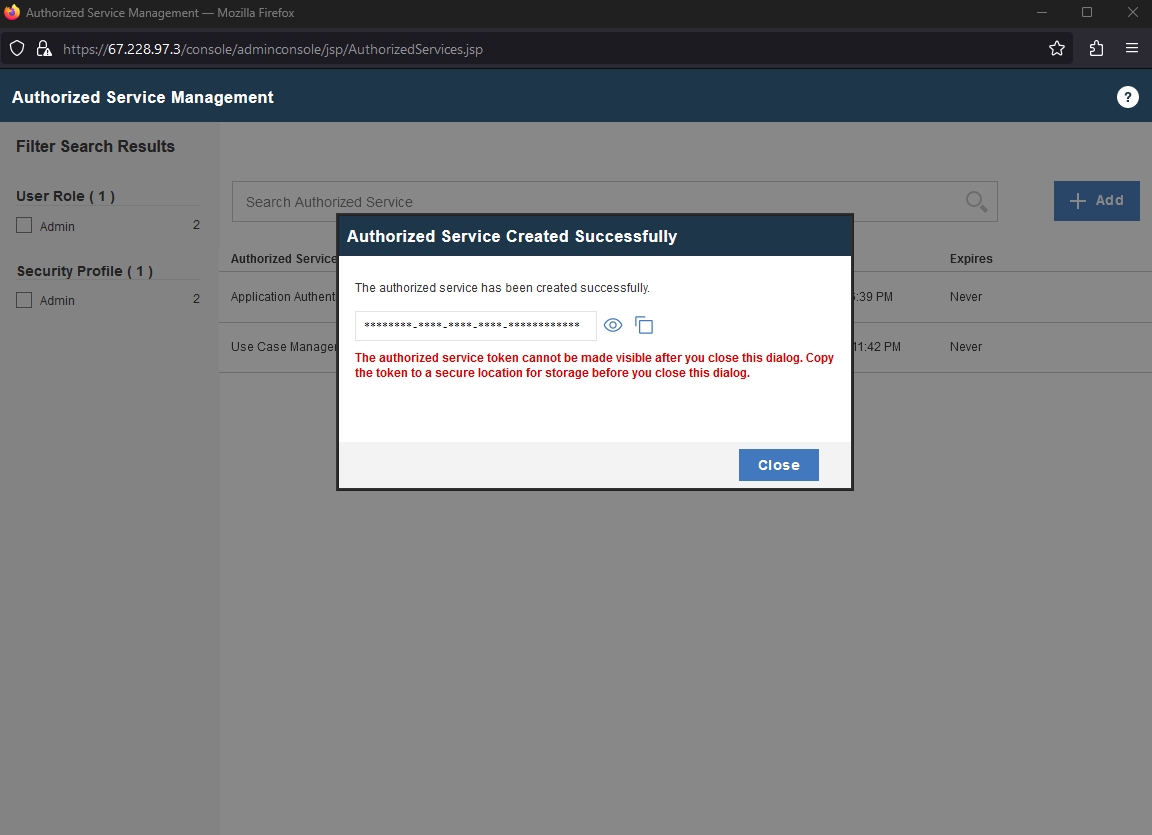 Authorized Service Management — Mozilla Firefox
https://67.228.97.3/console/adminconsole/jsp/AuthorizedServices.jsp
Authorized Service Management
?
Filter Search Results
User Role ( 1 )
Admin 2
Security Profile ( 1 )
Admin 2
Search Authorized Service
Add
Authorized Service Expires
Application Authent :39 PM Never
Use Case Manager 11:42 PM Never
Authorized Service Created Successfully
The authorized service has been created successfully.
********-****-****-****-************
The authorized service token cannot be made visible after you close this dialog. Copy
the token to a secure location for storage before you close this dialog.
Close